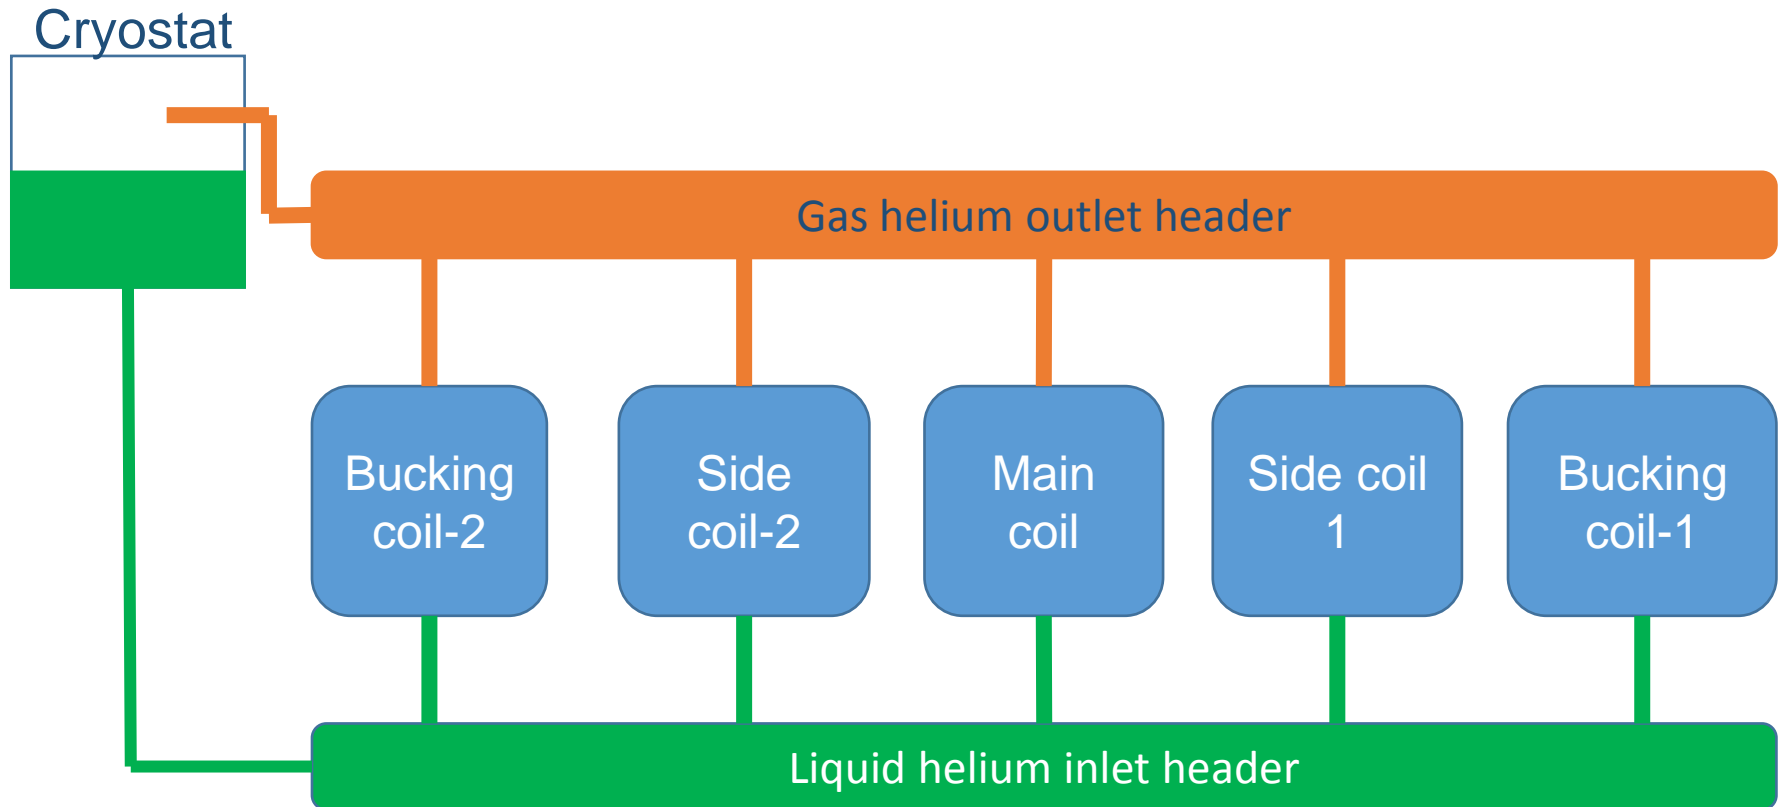 Cryostat
Gas helium outlet header
Bucking
coil-2
Side
coil-2
Main
coil
Side coil
1
Bucking
coil-1
Liquid helium inlet header